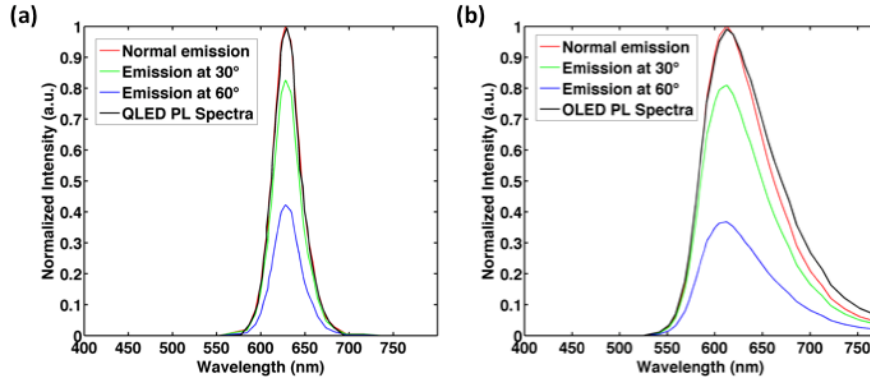 (a)
1
0.9
0.8
0.7
0.6
0.5
0.4
0.3
0.2
0.1
0
Normalized Intensity (a.u.)
Normal emission
Emission at 30°
Emission at 60°
QLED PL Spectra
400 450 500 550 600 650 700 750
Wavelength (nm)
(b)
1
0.9
0.8
0.7
0.6
0.5
0.4
0.3
0.2
0.1
0
Normalized Intensity (a.u.)
Normal emission
Emission at 30°
Emission at 60°
OLED PL Spectra
400 450 500 550 600 650 700 750
Wavelength (nm)